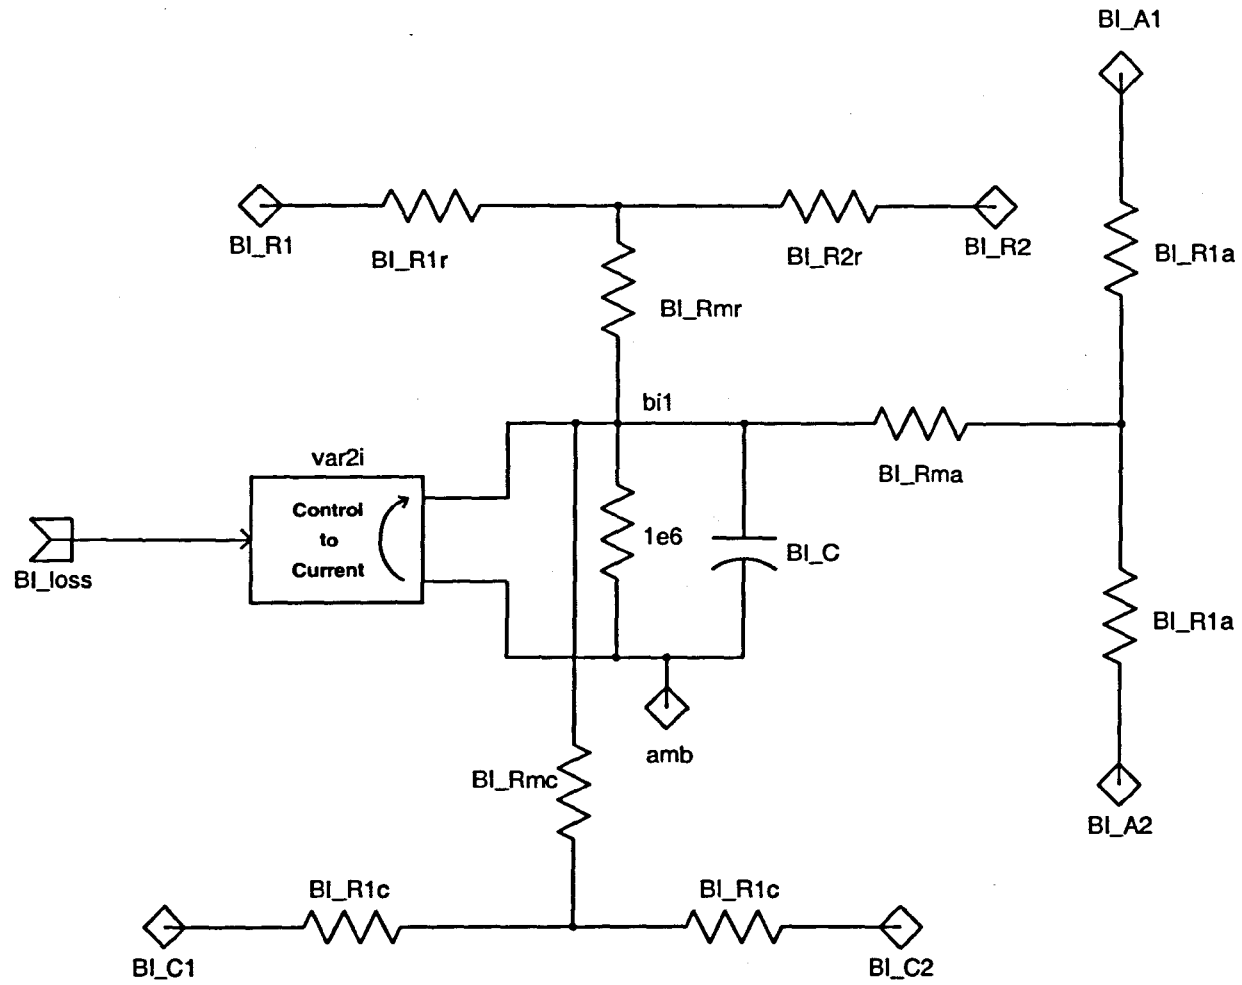 BI_A1
BI_R1
BI_R1r
BI_R2r
BI_R2
BI_R1a
BI_Rmr
bi1
var2i
BI_Rma
Control
to
Current
1e6
BI_C
BI_loss
BI_R1a
amb
BI_Rmc
BI_A2
BI_R1c
BI_R1c
BI_C1
BI_C2